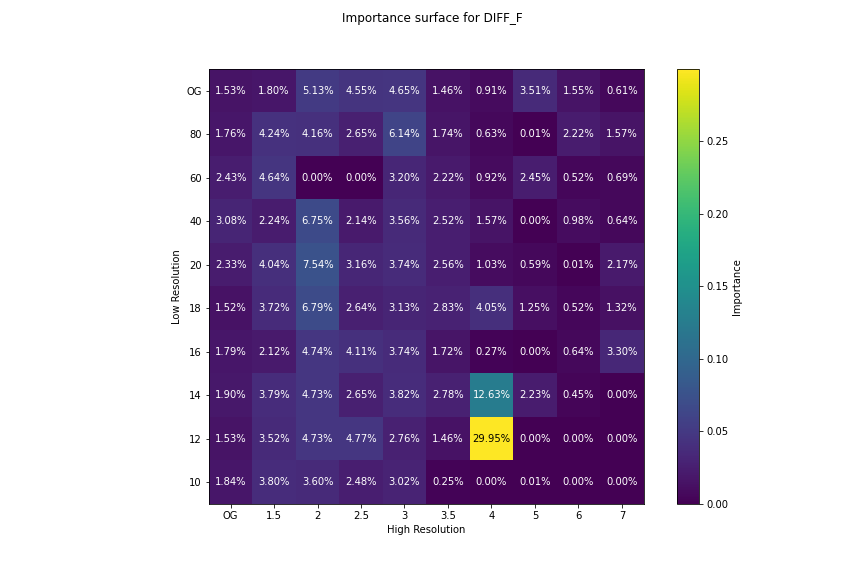 Importance surface for DIFF_F
OG 1.53% 1.80% 5.13% 4.55% 4.65% 1.46% 0.91% 3.51% 1.55% 0.61%
80 1.76% 4.24% 4.16% 2.65% 6.14% 1.74% 0.63% 0.01% 2.22% 1.57%
60 2.43% 4.64% 0.00% 0.00% 3.20% 2.22% 0.92% 2.45% 0.52% 0.69%
40 3.08% 2.24% 6.75% 2.14% 3.56% 2.52% 1.57% 0.00% 0.98% 0.64%
20 2.33% 4.04% 7.54% 3.16% 3.74% 2.56% 1.03% 0.59% 0.01% 2.17%
18 1.52% 3.72% 6.79% 2.64% 3.13% 2.83% 4.05% 1.25% 0.52% 1.32%
16 1.79% 2.12% 4.74% 4.11% 3.74% 1.72% 0.27% 0.00% 0.64% 3.30%
14 1.90% 3.79% 4.73% 2.65% 3.82% 2.78% 12.63% 2.23% 0.45% 0.00%
12 1.53% 3.52% 4.73% 4.77% 2.76% 1.46% 29.95% 0.00% 0.00% 0.00%
10 1.84% 3.80% 3.60% 2.48% 3.02% 0.25% 0.00% 0.01% 0.00% 0.00%
OG 1.5 2 2.5 3 3.5 4 5 6 7
High Resolution
Low Resolution
0.25
0.20
0.15
0.10
0.05
0.00
Importance